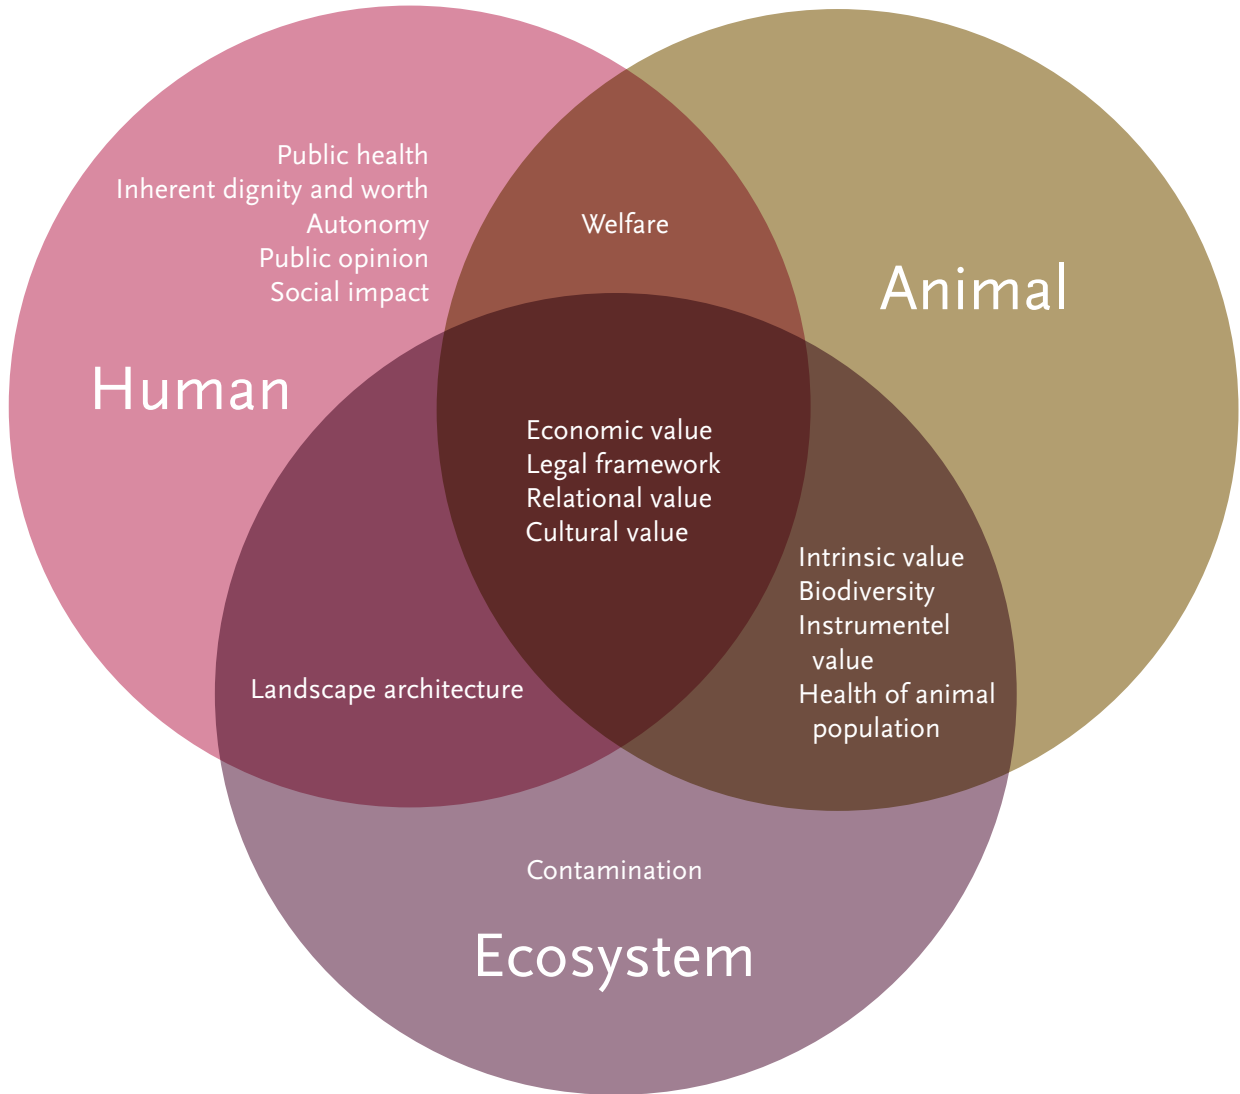 Public health
Inherent dignity and worth
Autonomy
Public opinion
Social impact
Human
Welfare
Animal
Economic value
Legal framework
Relational value
Cultural value
Intrinsic value
Biodiversity
Instrumentel
value
Health of animal
population
Landscape architecture
Contamination
Ecosystem